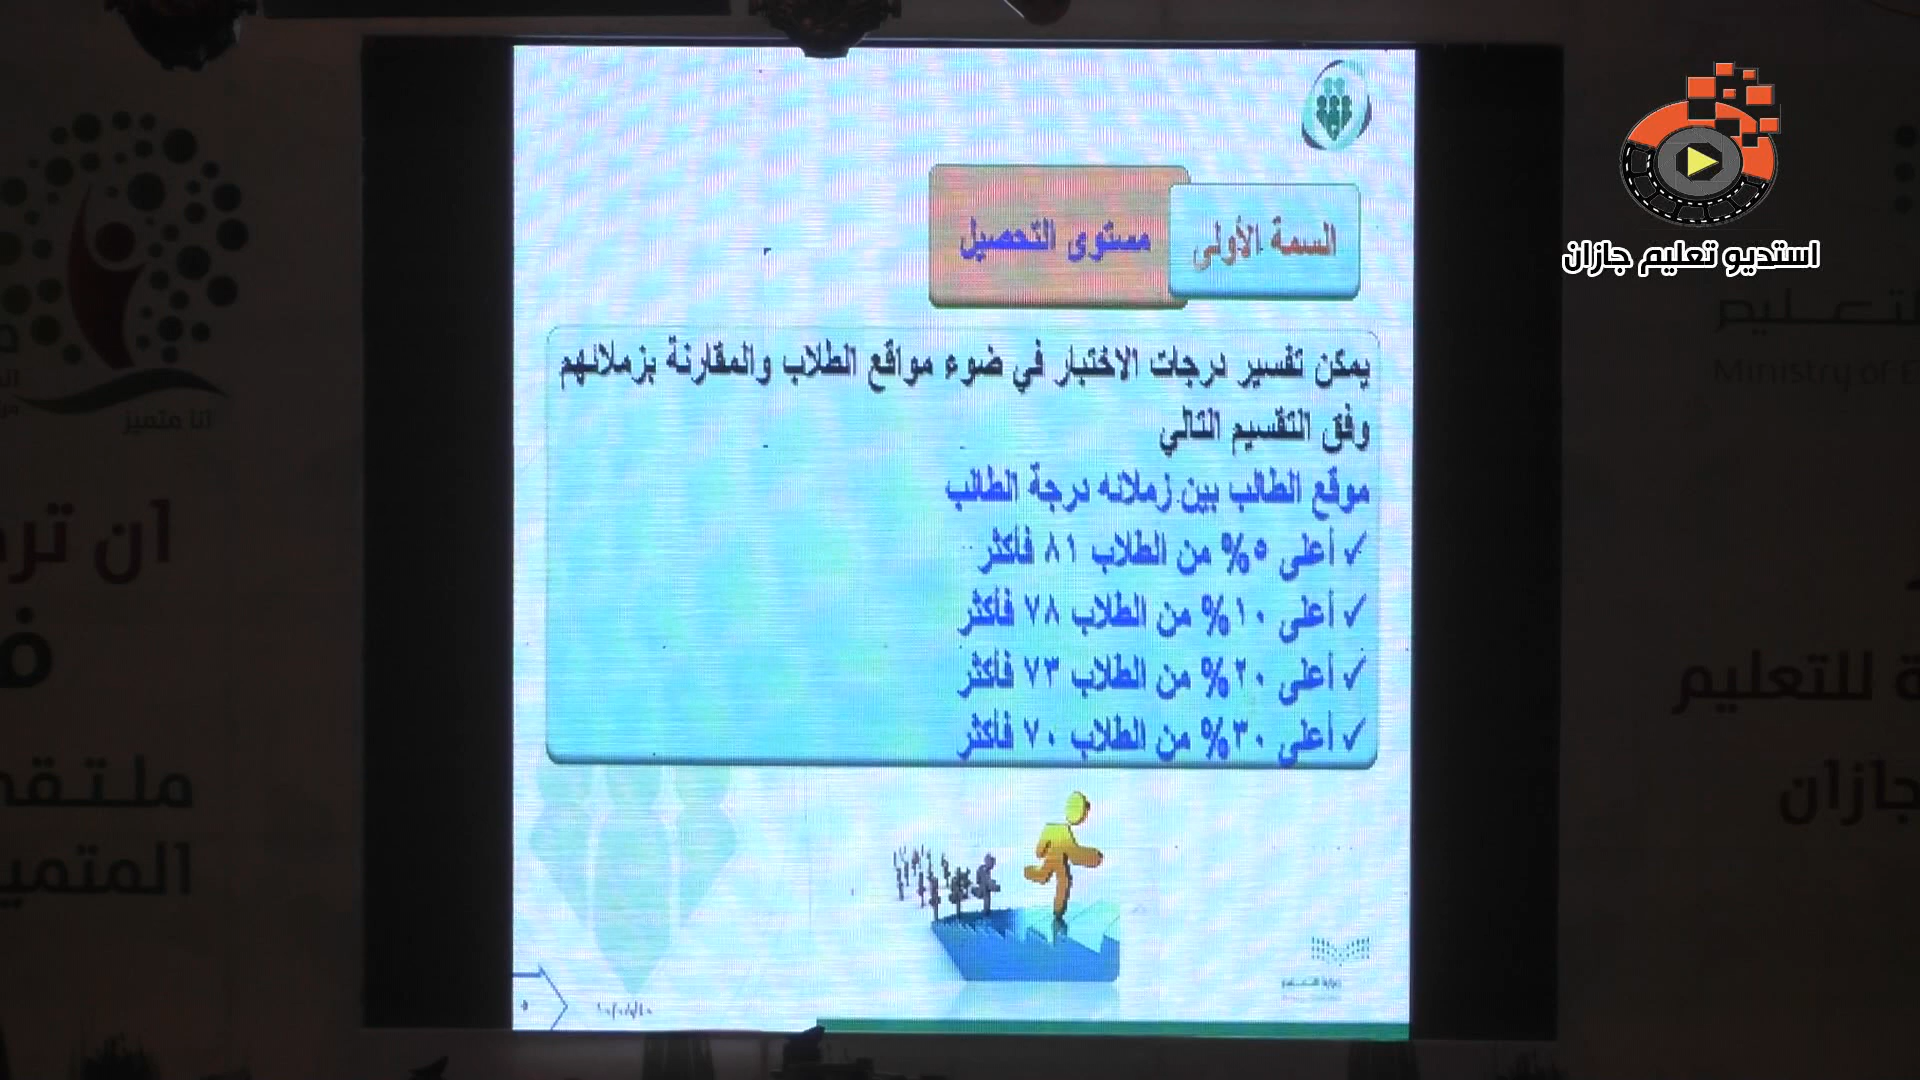 استديو تعليم جازان
السمة الأولى
مستوى التحصيل
يمكن تفسير درجات الاختبار في ضوء مواقع الطلاب والمقارنة بزملائهم
وفق التقسيم التالي
موقع الطالب بين زملائه درجة الطالب
✓ أعلى ٥% من الطلاب ٨١ فأكثر
✓ أعلى ١٠% من الطلاب ٧٨ فأكثر
✓ أعلى ٢٠% من الطلاب ٧٣ فأكثر
✓ أعلى ٣٠% من الطلاب ٧٠ فأكثر
أنا متميز
Ministry of
للتعليم
جازان